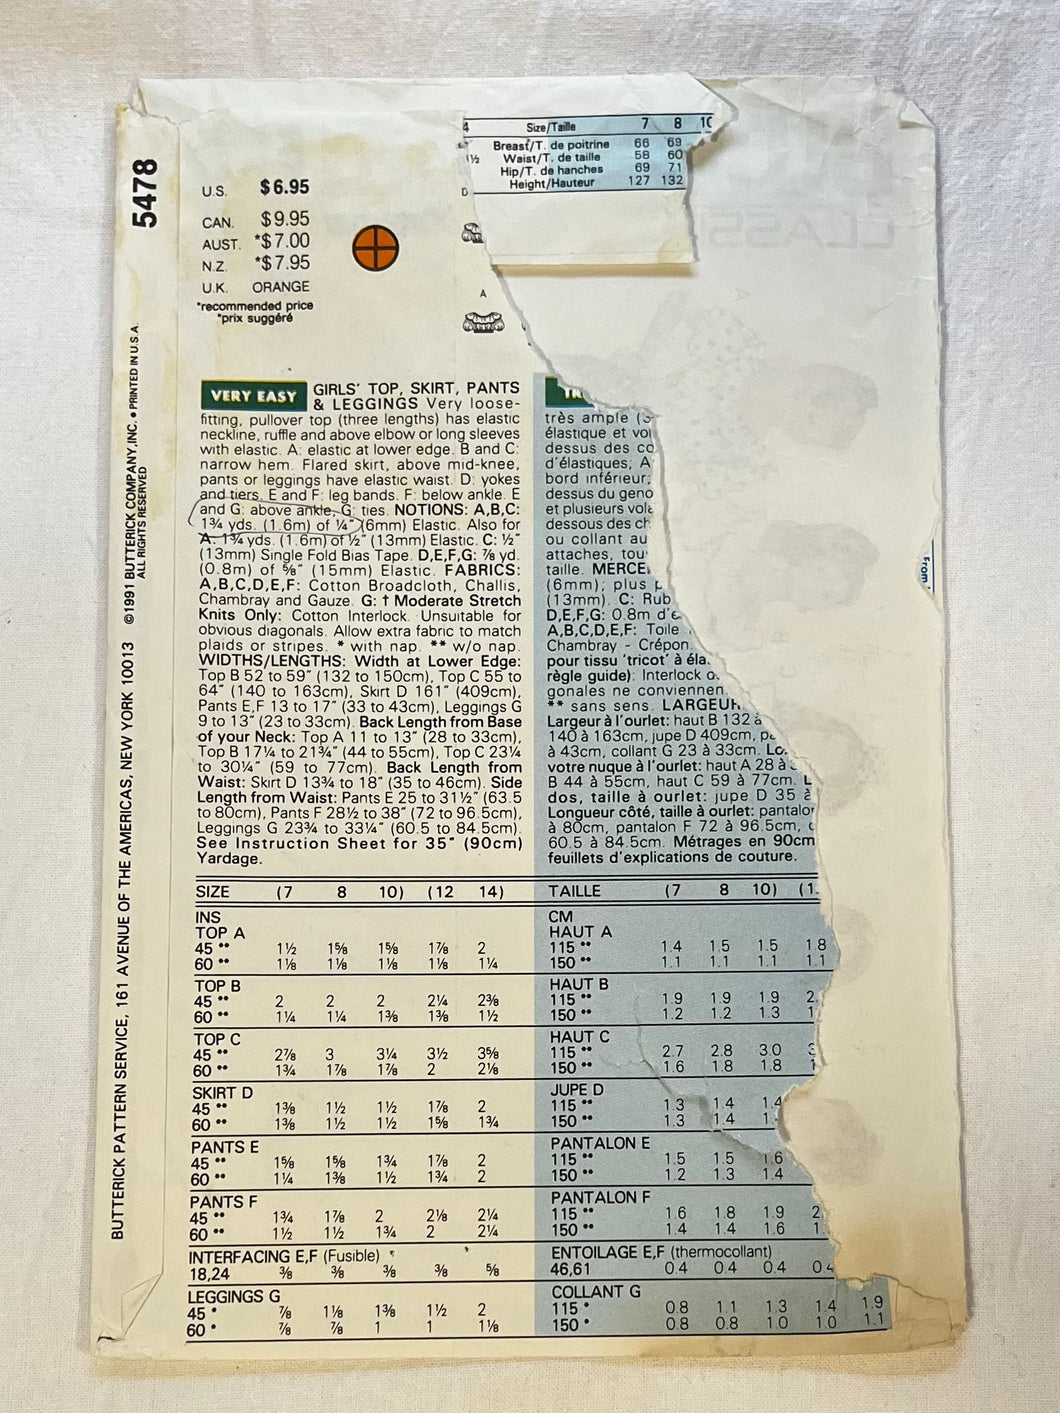 5478
BUTTERICK PATTERN SERVICE, 161 AVENUE OF THE AMERICAS, NEW YORK 10013 ©1991 BUTTERICK COMPANY, INC. • PRINTED IN U.S.A.
ALL RIGHTS RESERVED
U.S. $6.95
CAN. $9.95
AUST. *$7.00
N.Z. *$7.95
U.K. ORANGE
*recommended price
*prix suggéré
4 Size/Taille 7 8
Breast/T. de poitrine 66 69
½ Waist/T. de taille 58 60
Hip/T. de hanches 69 71
Height/Hauteur 127 132
D
A
VERY EASY GIRLS' TOP, SKIRT, PANTS
& LEGGINGS Very loose-
fitting, pullover top (three lengths) has elastic
neckline, ruffle and above elbow or long sleeves
with elastic. A: elastic at lower edge. B and C:
narrow hem. Flared skirt, above mid-knee,
pants or leggings have elastic waist. D: yokes
and tiers. E and F: leg bands. F: below ankle. E
and G: above ankle, G: ties. NOTIONS: A,B,C:
1¾ yds. (1.6m) of ¼" (6mm) Elastic. Also for
A: 1¾ yds. (1.6m) of ½" (13mm) Elastic. C: ½"
(13mm) Single Fold Bias Tape. D,E,F,G: ⅞ yd.
(0.8m) of ⅝" (15mm) Elastic. FABRICS:
A,B,C,D,E,F: Cotton Broadcloth, Challis,
Chambray and Gauze. G: † Moderate Stretch
Knits Only: Cotton Interlock. Unsuitable for
obvious diagonals. Allow extra fabric to match
plaids or stripes. * with nap. ** w/o nap.
WIDTHS/LENGTHS: Width at Lower Edge:
Top B 52 to 59" (132 to 150cm), Top C 55 to
64" (140 to 163cm), Skirt D 161" (409cm),
Pants E,F 13 to 17" (33 to 43cm), Leggings G
9 to 13" (23 to 33cm). Back Length from Base
of your Neck: Top A 11 to 13" (28 to 33cm),
Top B 17¼ to 21¾" (44 to 55cm), Top C 23¼
to 30¼" (59 to 77cm). Back Length from
Waist: Skirt D 13¾ to 18" (35 to 46cm). Side
Length from Waist: Pants E 25 to 31½" (63.5
to 80cm), Pants F 28½ to 38" (72 to 96.5cm),
Leggings G 23¾ to 33¼" (60.5 to 84.5cm).
See Instruction Sheet for 35" (90cm)
Yardage.
très ample
élastique et
dessus des
d'élastiques, A
bord inférieur;
dessus du
et plusieurs
dessous des
ou collant au
attaches,
taille.
(6mm); plus
(13mm). C:
D,E,F,G: 0.8m
A,B,C,D,E,F: Toile
Chambray - Crépon.
pour tissu 'tricot' à
règle guide): Interlock
gonales ne
** sans sens.
Largeur à l'ourlet: haut B 132 à
140 à 163cm, jupe D 409cm,
à 43cm, collant G 23 à 33cm.
votre nuque à l'ourlet: haut A 28 à
B 44 à 55cm, haut C 59 à 77cm.
dos, taille à ourlet: jupe D 35 à
Longueur côté, taille à ourlet:
à 80cm, pantalon F 72 à 96.5cm,
60.5 à 84.5cm. Métrages en 90cm
feuillets d'explications de couture.
From
SIZE (7 8 10) (12 14)
INS
TOP A
45 ** 1½ 1⅝ 1⅝ 1⅞ 2
60 ** 1⅛ 1⅛ 1⅛ 1⅛ 1¼
TOP B
45 ** 2 2 2 2¼ 2⅜
60 ** 1¼ 1¼ 1⅜ 1⅜ 1½
TOP C
45 ** 2⅞ 3 3¼ 3½ 3⅝
60 ** 1¾ 1⅞ 1⅞ 2 2⅛
SKIRT D
45 ** 1⅜ 1½ 1½ 1⅞ 2
60 ** 1⅜ 1½ 1½ 1⅝ 1¾
PANTS E
45 ** 1⅝ 1⅝ 1¾ 1⅞ 2
60 ** 1¼ 1⅜ 1½ 1¾ 2
PANTS F
45 ** 1¾ 1⅞ 2 2⅛ 2¼
60 ** 1½ 1½ 1¾ 2 2¼
INTERFACING E,F (Fusible)
18,24 ⅜ ⅜ ⅜ ⅜ ⅝
LEGGINGS G
45 * ⅞ 1⅛ 1⅜ 1½ 2
60 * ⅞ ⅞ 1 1 1⅛
TAILLE (7 8 10)
CM
HAUT A
115 ** 1.4 1.5 1.5 1.8
150 ** 1.1 1.1 1.1 1.1
HAUT B
115 ** 1.9 1.9 1.9
150 ** 1.2 1.2 1.3
HAUT C
115 ** 2.7 2.8 3.0
150 ** 1.6 1.8 1.8
JUPE D
115 ** 1.3 1.4 1.4
150 ** 1.3 1.4
PANTALON E
115 ** 1.5 1.5 1.6
150 ** 1.2 1.3 1.4
PANTALON F
115 ** 1.6 1.8 1.9
150 ** 1.4 1.4 1.6
ENTOILAGE E,F (thermocollant)
46,61 0.4 0.4 0.4 0.4
COLLANT G
115 * 0.8 1.1 1.3 1.4 1.9
150 * 0.8 0.8 1.0 1.0 1.1